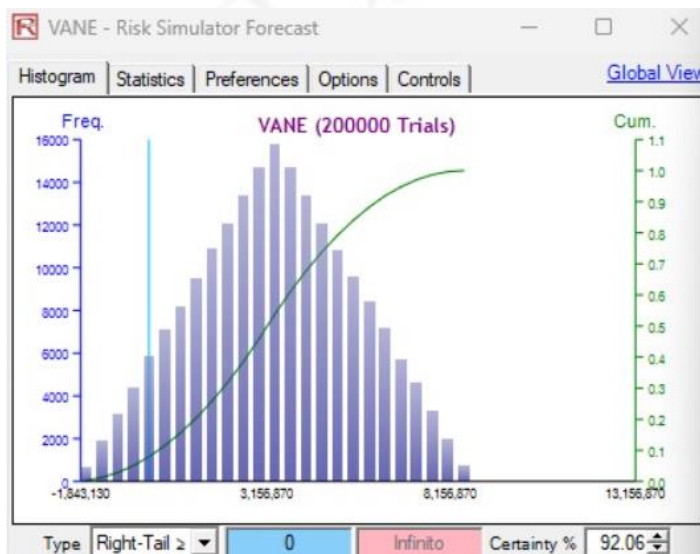 VANE - Risk Simulator Forecast
Histogram Statistics Preferences Options Controls Global View
Freq. VANE (200000 Trials) Cum.
16000 1.1
14000 1.0
0.9
12000 0.8
10000 0.7
0.6
8000 0.5
6000 0.4
4000 0.3
0.2
2000 0.1
0 0.0
-1,843,130 3,156,870 8,156,870 13,156,870
Type Right-Tail ≥ 0 Infinito Certainty % 92.06